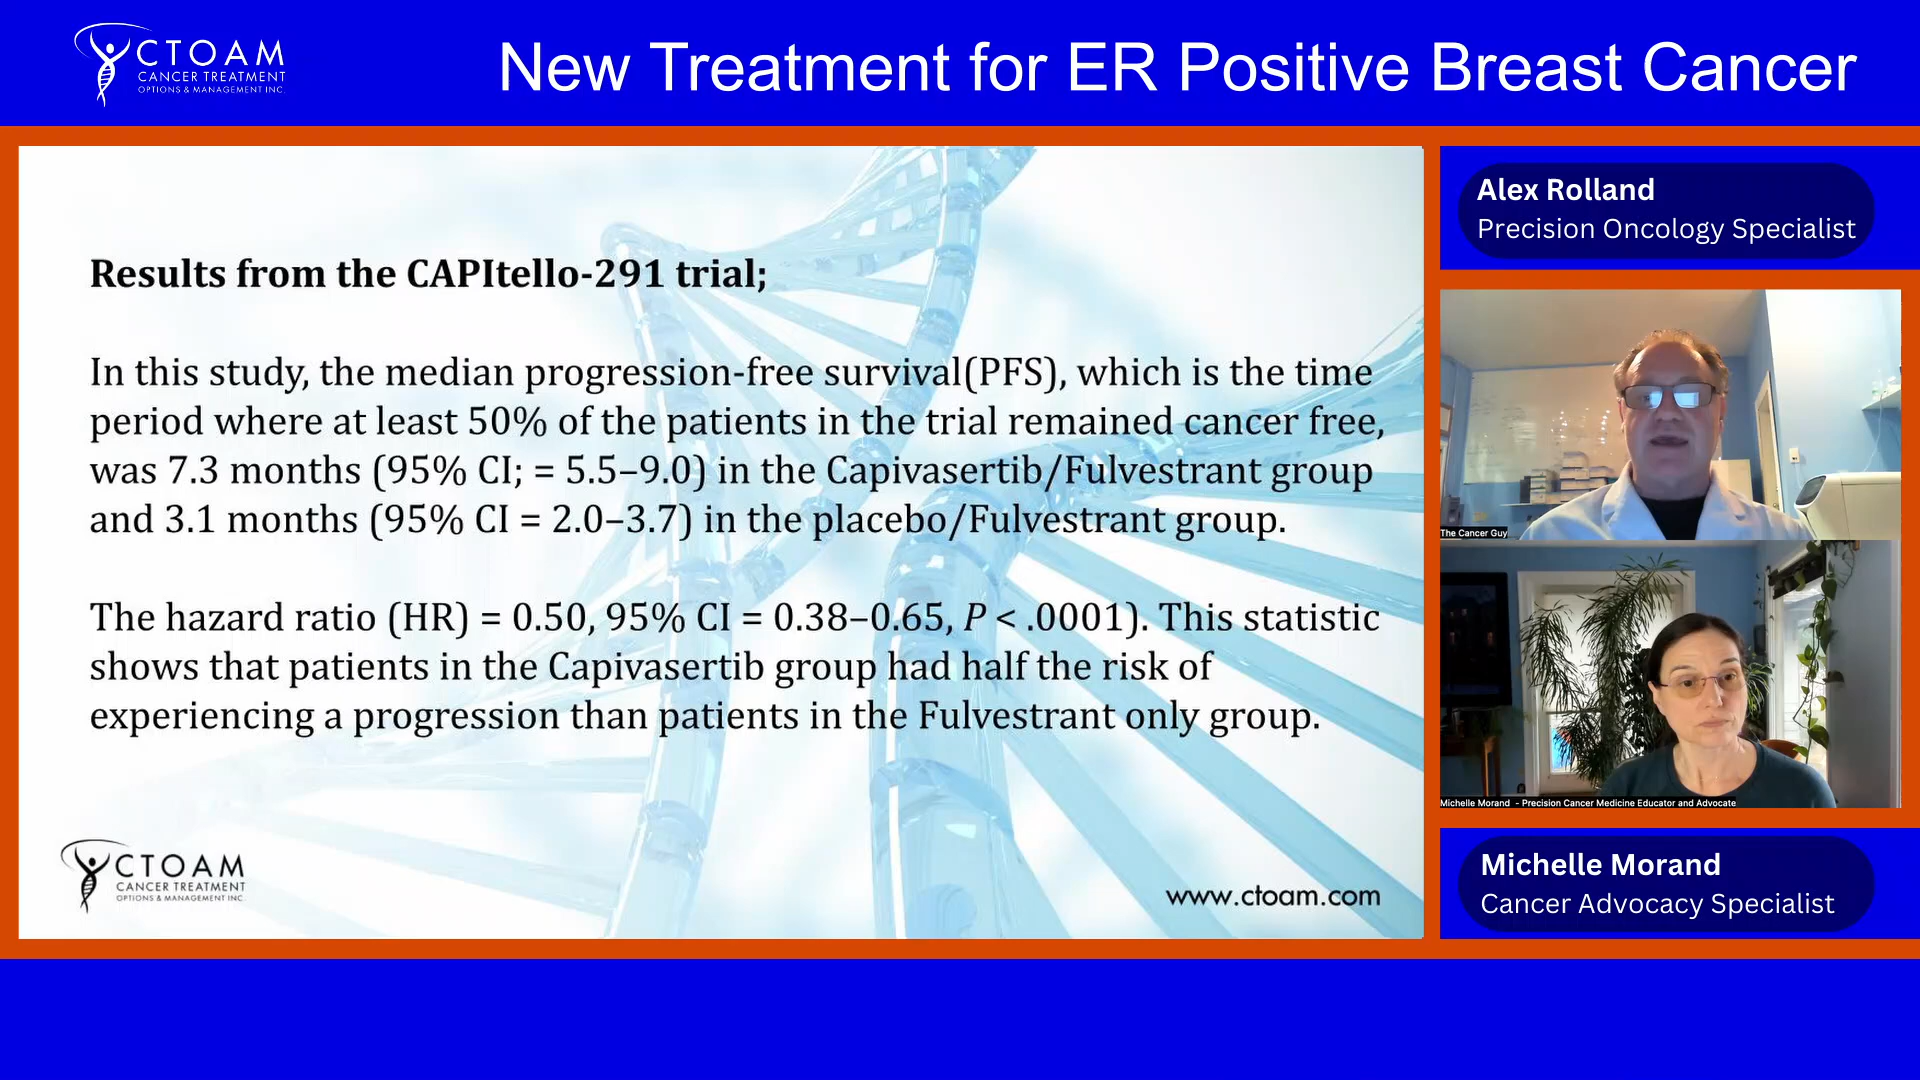 CTOAM
CANCER TREATMENT
OPTIONS & MANAGEMENT INC.
New Treatment for ER Positive Breast Cancer
Results from the CAPItello-291 trial;
In this study, the median progression-free survival(PFS), which is the time
period where at least 50% of the patients in the trial remained cancer free,
was 7.3 months (95% CI; = 5.5–9.0) in the Capivasertib/Fulvestrant group
and 3.1 months (95% CI = 2.0–3.7) in the placebo/Fulvestrant group.
The hazard ratio (HR) = 0.50, 95% CI = 0.38–0.65, P < .0001). This statistic
shows that patients in the Capivasertib group had half the risk of
experiencing a progression than patients in the Fulvestrant only group.
CTOAM
CANCER TREATMENT
OPTIONS & MANAGEMENT INC.
www.ctoam.com
Alex Rolland
Precision Oncology Specialist
The Cancer Guy
Michelle Morand - Precision Cancer Medicine Educator and Advocate
Michelle Morand
Cancer Advocacy Specialist